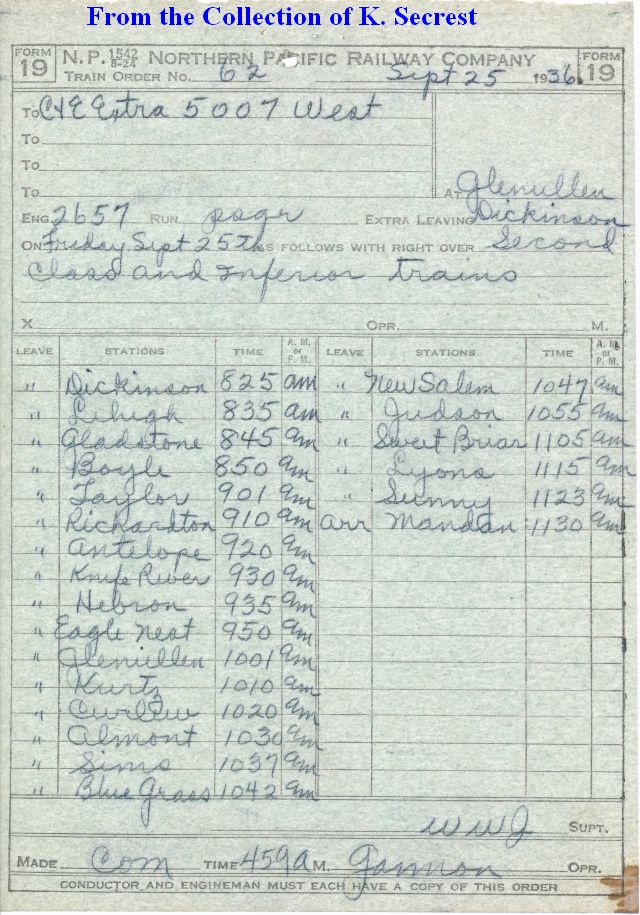 From the Collection of K. Secrest
FORM 19 N.P. 1542 8-24 NORTHERN PACIFIC RAILWAY COMPANY FORM 19
TRAIN ORDER NO. 62 Sept 25 1936
To C&E Extra 5007 West
To
To
To AT Glenullen
ENG. 2657 RUN psgr EXTRA LEAVING Dickinson
ON Friday Sept 25th AS FOLLOWS WITH RIGHT OVER Second
Class and Inferior trains
X OPR. M.
LEAVE STATIONS TIME A.M. or P.M. LEAVE STATIONS TIME A.M. or P.M.
" Dickinson 825 am " New Salem 1047 am
" Lehigh 835 am " Judson 1055 am
" Gladstone 845 am " Sweet Briar 1105 am
" Boyle 850 am " Lyons 1115 am
" Taylor 901 am " Sunny 1123 am
" Richardton 910 am Arr Mandan 1130 am
" Antelope 920 am
" Knife River 930 am
" Hebron 935 am
" Eagle Nest 950 am
" Glenullen 1001 am
" Kurtz 1010 am
" Curlew 1020 am
" Almont 1030 am
" Sims 1037 am
" Blue Grass 1042 am
WWJ SUPT.
MADE Com TIME 459A M. Gannon OPR.
CONDUCTOR AND ENGINEMAN MUST EACH HAVE A COPY OF THIS ORDER